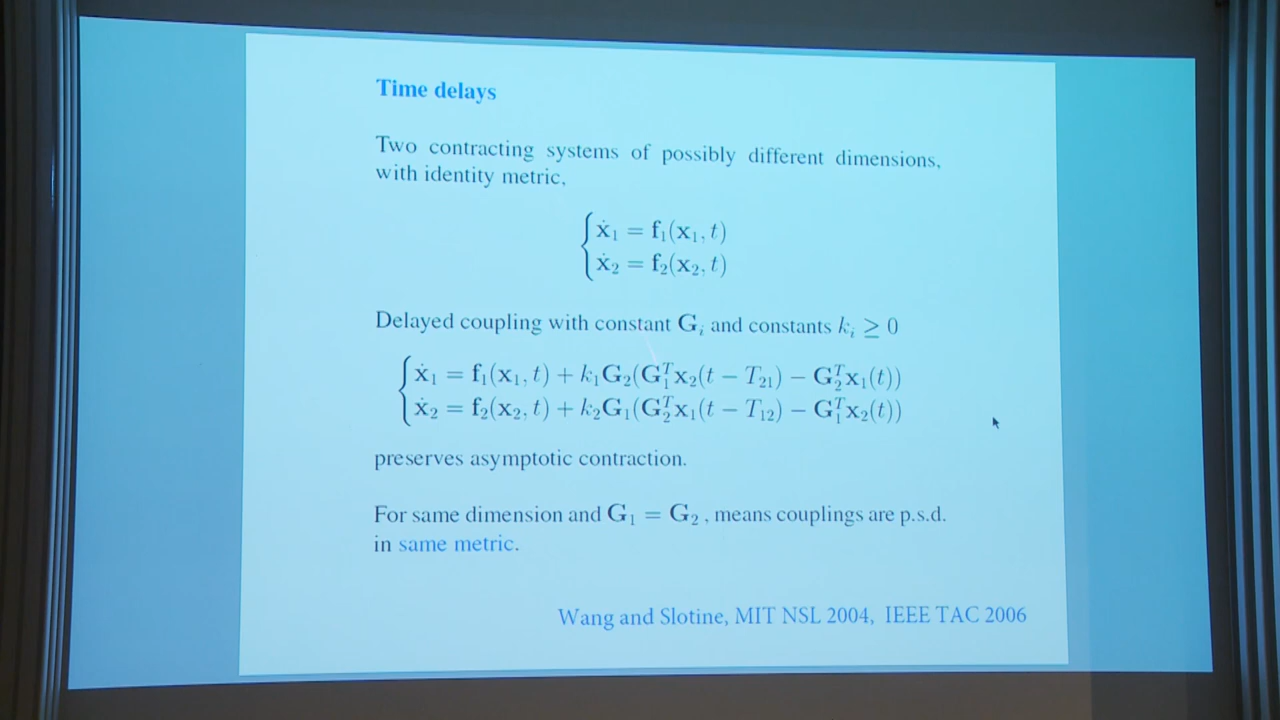 Time delays
Two contracting systems of possibly different dimensions,
with identity metric,
ẋ₁ = f₁(x₁, t)
ẋ₂ = f₂(x₂, t)
Delayed coupling with constant Gᵢ and constants kᵢ ≥ 0
ẋ₁ = f₁(x₁, t) + k₁G₂(G₁ᵀx₂(t − T₂₁) − G₂ᵀx₁(t))
ẋ₂ = f₂(x₂, t) + k₂G₁(G₂ᵀx₁(t − T₁₂) − G₁ᵀx₂(t))
preserves asymptotic contraction.
For same dimension and G₁ = G₂ , means couplings are p.s.d.
in same metric.
Wang and Slotine, MIT NSL 2004, IEEE TAC 2006